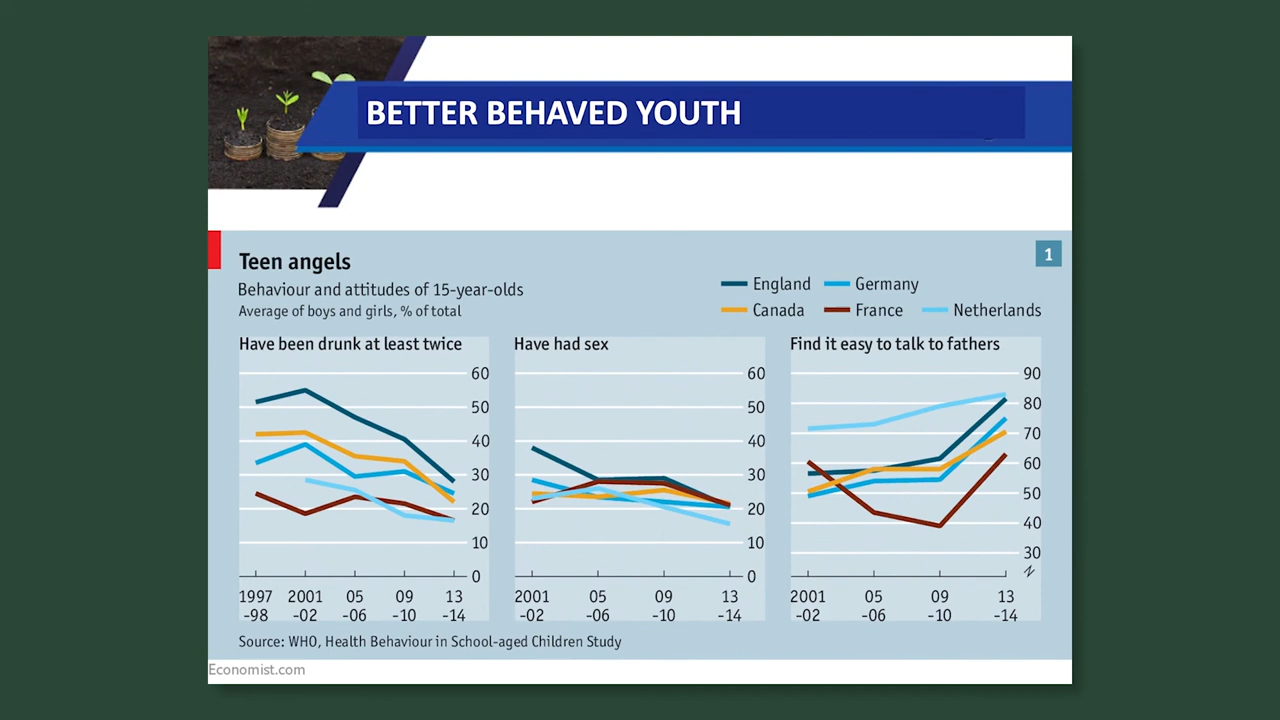 BETTER BEHAVED YOUTH
Teen angels
1
Behaviour and attitudes of 15-year-olds
Average of boys and girls, % of total
England Germany
Canada France Netherlands
Have been drunk at least twice
60
50
40
30
20
10
0
1997 2001 05 09 13
-98 -02 -06 -10 -14
Have had sex
60
50
40
30
20
10
0
2001 05 09 13
-02 -06 -10 -14
Find it easy to talk to fathers
90
80
70
60
50
40
30
2001 05 09 13
-02 -06 -10 -14
Source: WHO, Health Behaviour in School-aged Children Study
Economist.com